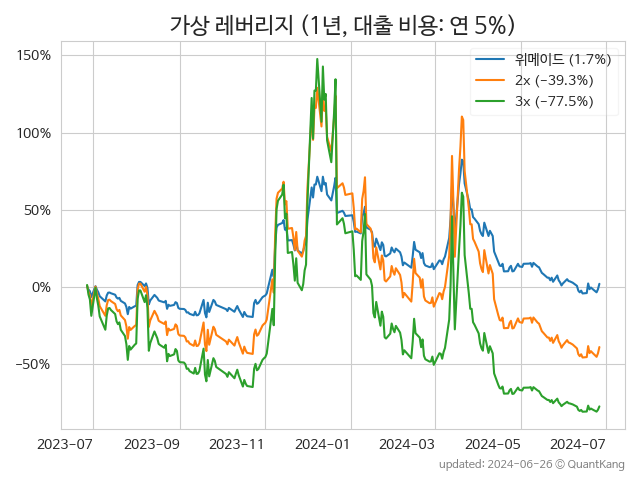 가상 레버리지 (1년, 대출 비용: 연 5%)
위메이드 (1.7%)
2x (−39.3%)
3x (−77.5%)
150%
100%
50%
0%
−50%
2023-07
2023-09
2023-11
2024-01
2024-03
2024-05
2024-07
updated: 2024-06-26 © QuantKang